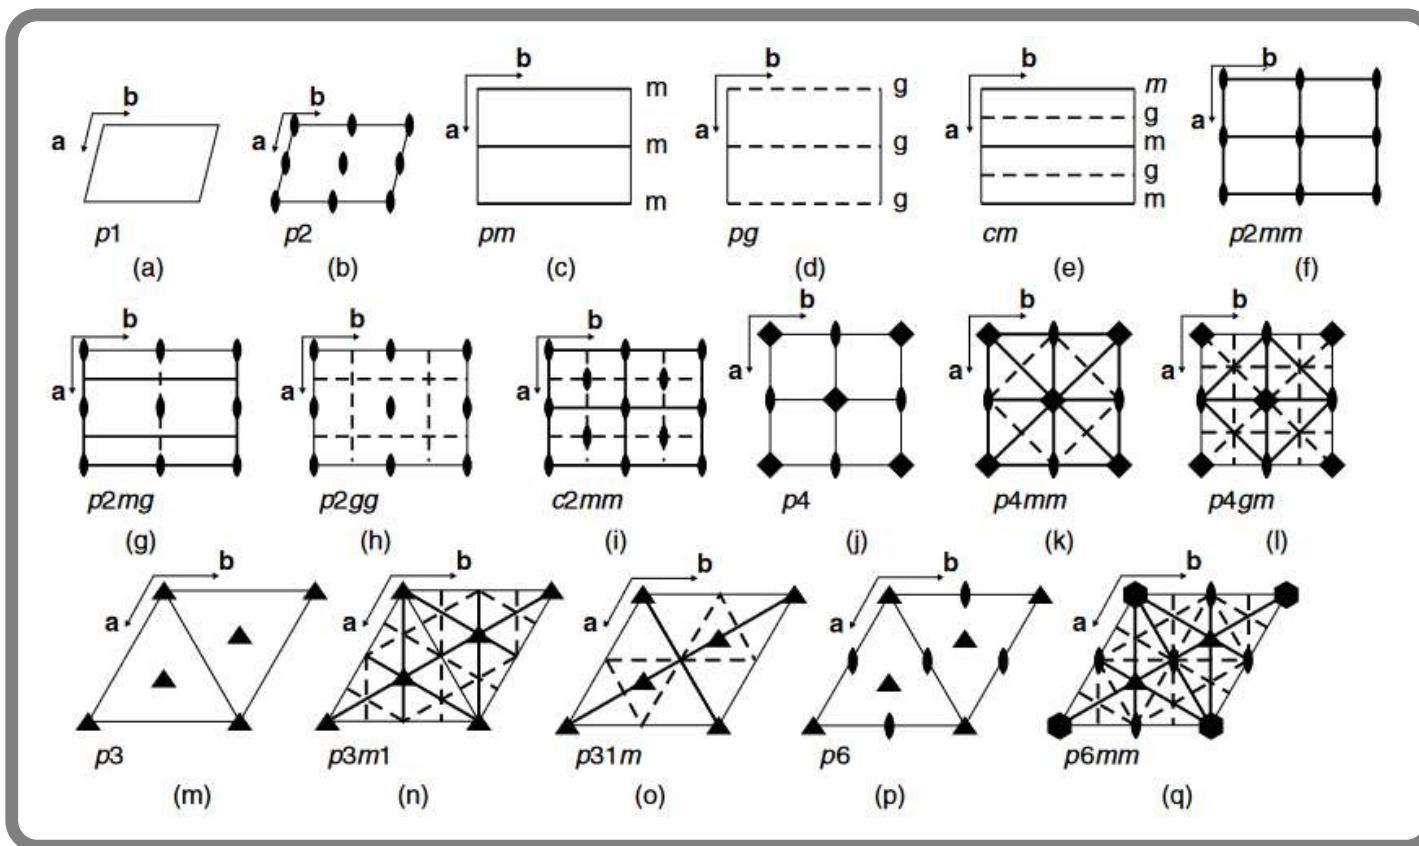 b b b b b b
a a a a a a
m g m
g
m g m
g
m g m
p1 p2 pm pg cm p2mm
(a) (b) (c) (d) (e) (f)
b b b b b b
a a a a a a
p2mg p2gg c2mm p4 p4mm p4gm
(g) (h) (i) (j) (k) (l)
b b b b b
a a a a a
p3 p3m1 p31m p6 p6mm
(m) (n) (o) (p) (q)